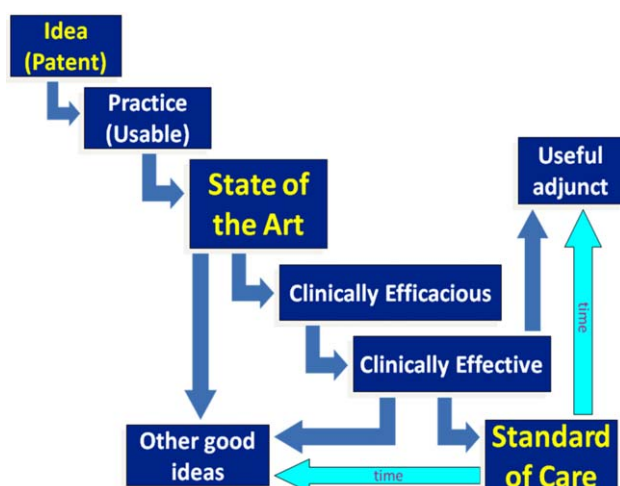 Idea
(Patent)
Practice
(Usable)
State of
the Art
Useful
adjunct
Clinically Efficacious
time
Clinically Effective
Other good
ideas
time
Standard
of Care